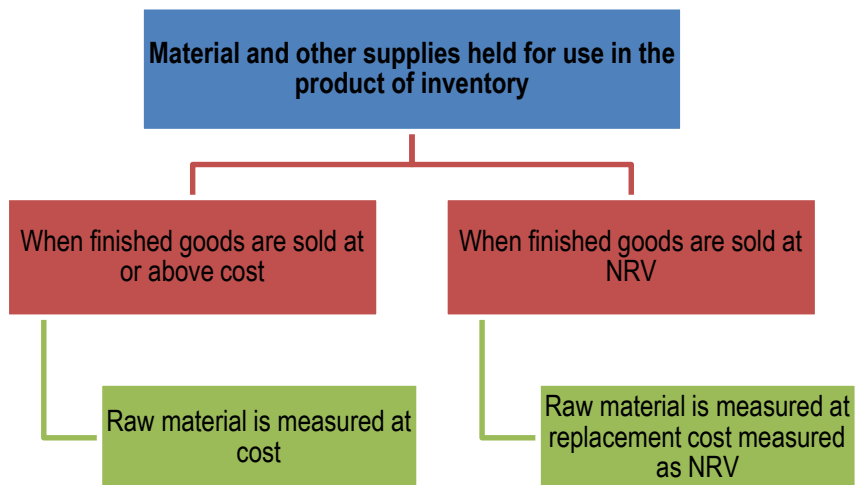 Material and other supplies held for use in the
product of inventory
When finished goods are sold at
or above cost
When finished goods are sold at
NRV
Raw material is measured at
cost
Raw material is measured at
replacement cost measured
as NRV